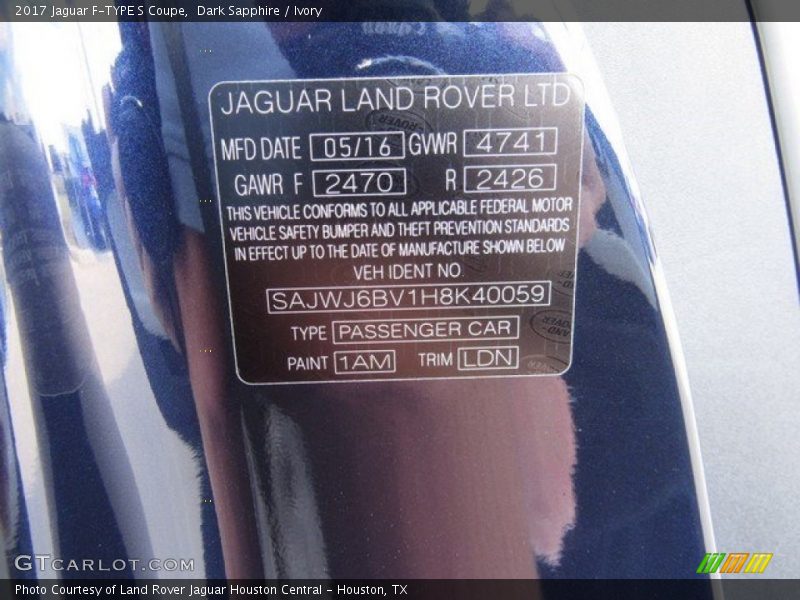 2017 Jaguar F-TYPE S Coupe, Dark Sapphire / Ivory
JAGUAR LAND ROVER LTD
MFD DATE 05/16 GVWR 4741
GAWR F 2470 R 2426
THIS VEHICLE CONFORMS TO ALL APPLICABLE FEDERAL MOTOR
VEHICLE SAFETY BUMPER AND THEFT PREVENTION STANDARDS
IN EFFECT UP TO THE DATE OF MANUFACTURE SHOWN BELOW
VEH IDENT NO.
SAJWJ6BV1H8K40059
TYPE PASSENGER CAR
PAINT 1AM TRIM LDN
GTCARLOT.COM
Photo Courtesy of Land Rover Jaguar Houston Central - Houston, TX